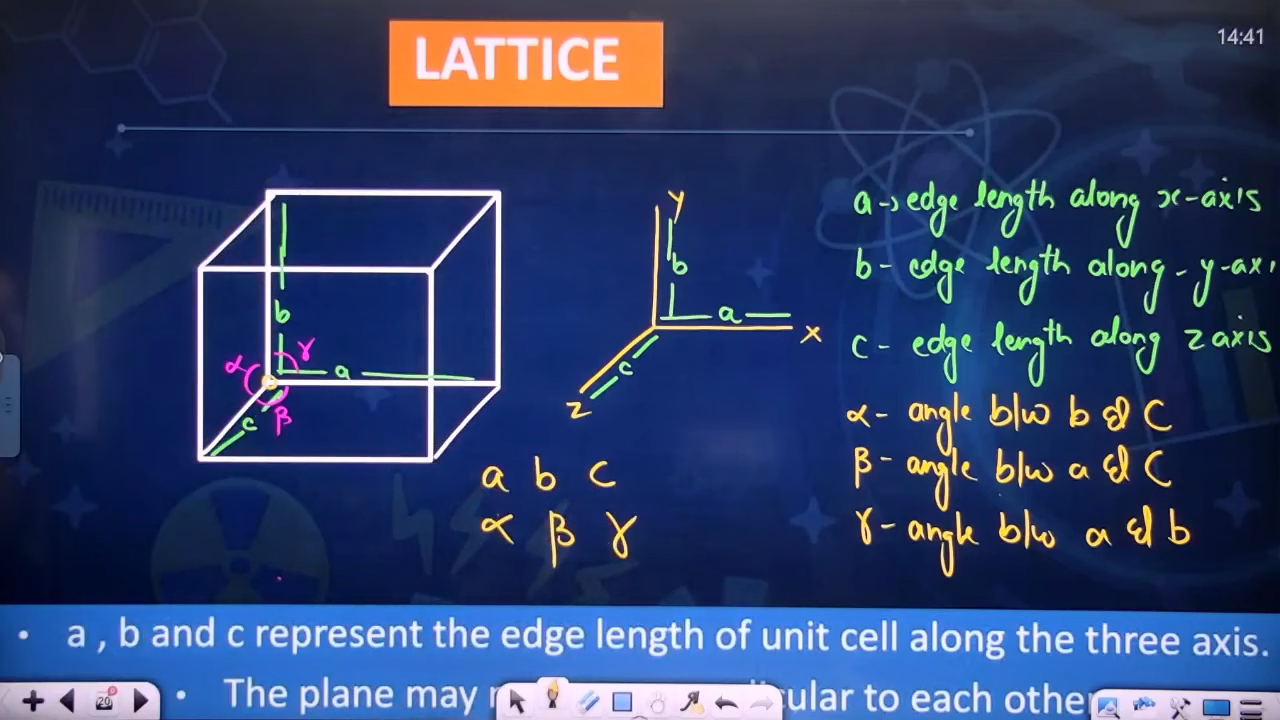 14:41
LATTICE
a → edge length along x-axis
b - edge length along - y-axi
c - edge length along z axis
α - angle b/w b & C
β - angle b/w a & C
γ - angle b/w a & b
b
γ
α
a
β
c
y
b
a
x
c
z
a b c
α β γ
• a , b and c represent the edge length of unit cell along the three axis.
• The plane may to each other
20